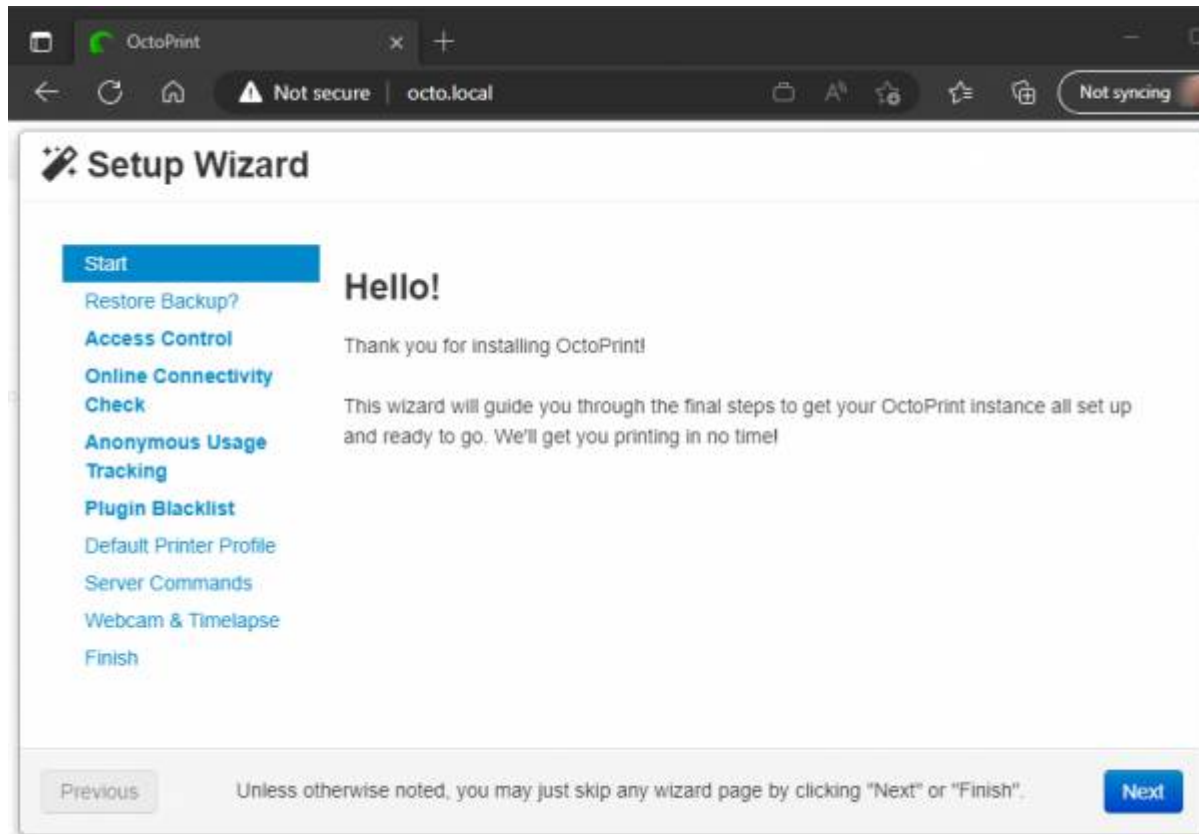 OctoPrint
Not secure
octo.local
Not syncing
Setup Wizard
Start
Restore Backup?
Access Control
Online Connectivity
Check
Anonymous Usage
Tracking
Plugin Blacklist
Default Printer Profile
Server Commands
Webcam & Timelapse
Finish
Hello!
Thank you for installing OctoPrint!
This wizard will guide you through the final steps to get your OctoPrint instance all set up
and ready to go. We'll get you printing in no time!
Previous
Unless otherwise noted, you may just skip any wizard page by clicking "Next" or "Finish".
Next